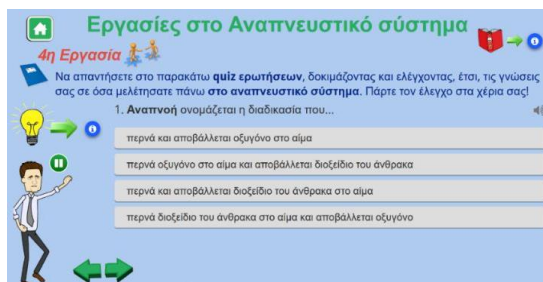 Εργασίες στο Αναπνευστικό σύστημα
4η Εργασία
Να απαντήσετε στο παρακάτω quiz ερωτήσεων, δοκιμάζοντας και ελέγχοντας, έτσι, τις γνώσεις
σας σε όσα μελετήσατε πάνω στο αναπνευστικό σύστημα. Πάρτε τον έλεγχο στα χέρια σας!
1. Αναπνοή ονομάζεται η διαδικασία που...
περνά και αποβάλλεται οξυγόνο στο αίμα
περνά οξυγόνο στο αίμα και αποβάλλεται διοξείδιο του άνθρακα
περνά και αποβάλλεται διοξείδιο του άνθρακα στο αίμα
περνά διοξείδιο του άνθρακα στο αίμα και αποβάλλεται οξυγόνο